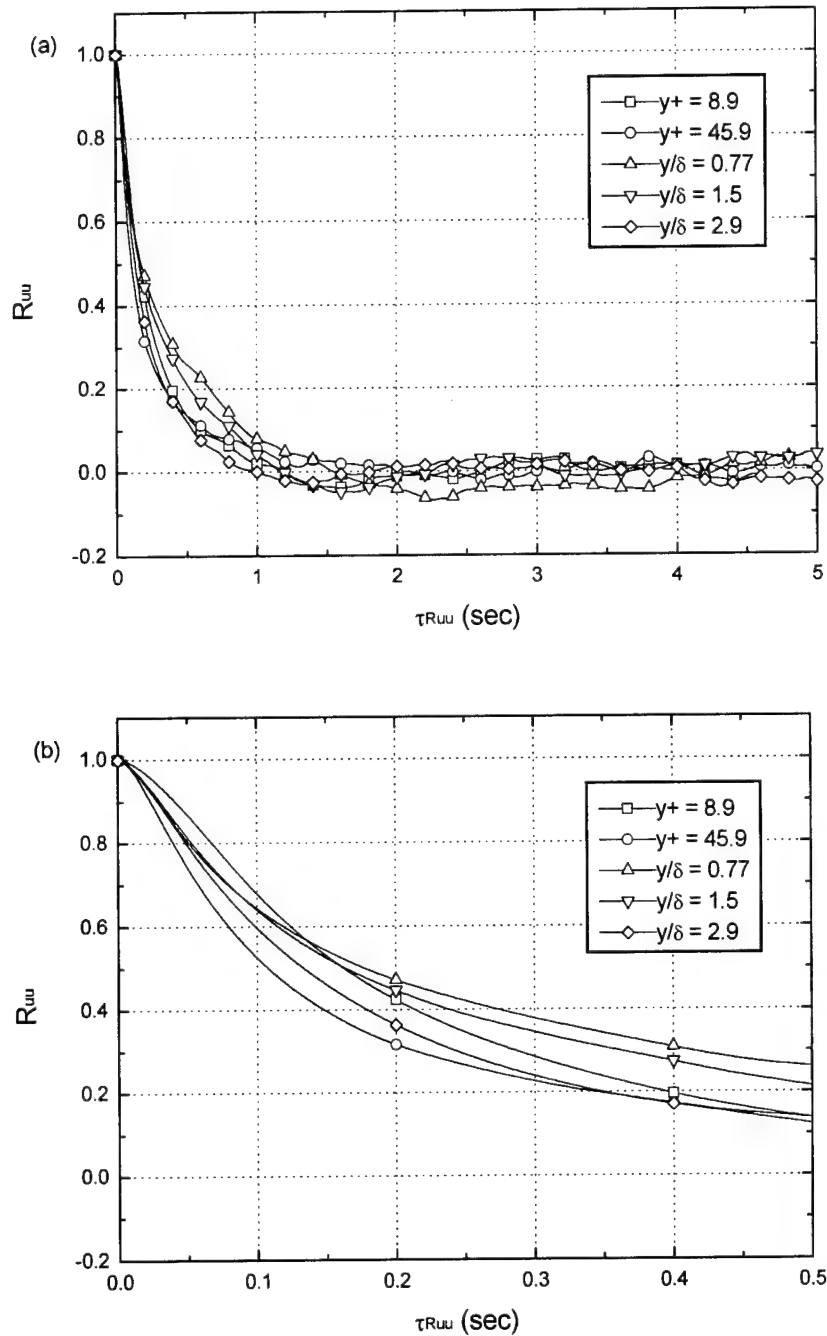 (a)
1.0
0.8
0.6
0.4
0.2
0.0
-0.2
Ruu
y+ = 8.9
y+ = 45.9
y/δ = 0.77
y/δ = 1.5
y/δ = 2.9
0 1 2 3 4 5
τRuu (sec)
(b)
1.0
0.8
0.6
0.4
0.2
0.0
-0.2
Ruu
y+ = 8.9
y+ = 45.9
y/δ = 0.77
y/δ = 1.5
y/δ = 2.9
0.0 0.1 0.2 0.3 0.4 0.5
τRuu (sec)